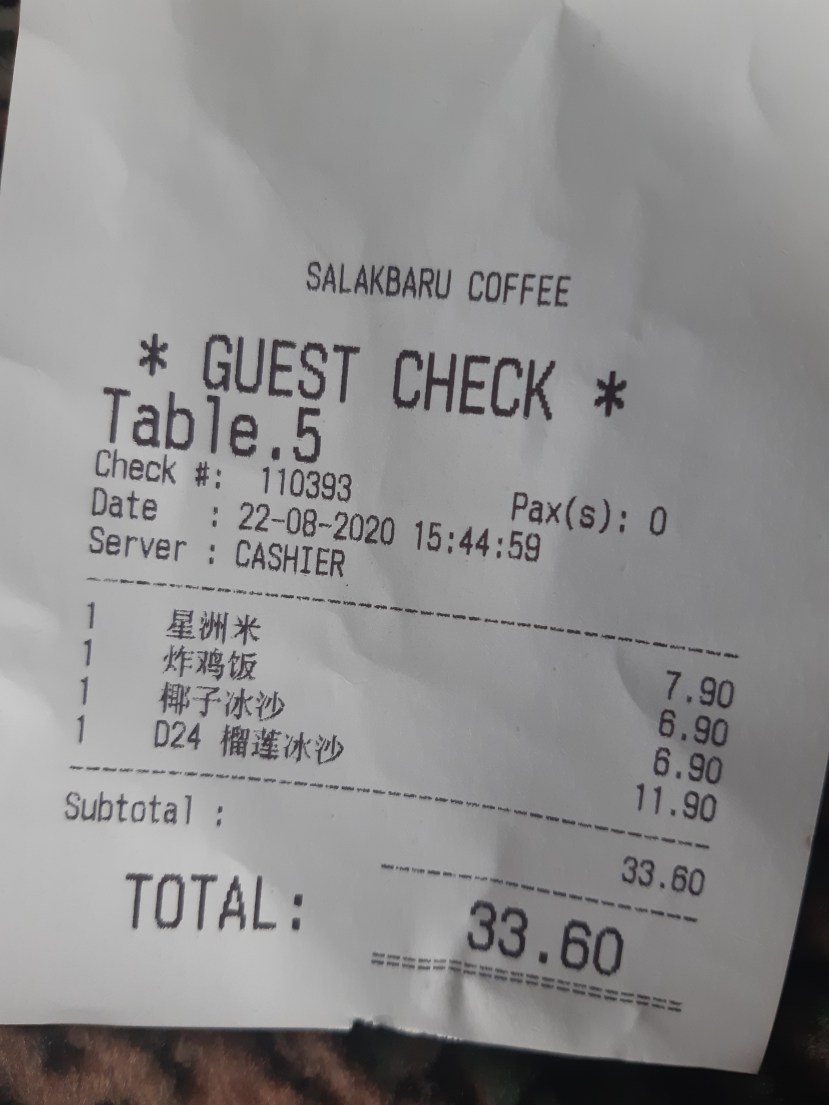 SALAKBARU COFFEE
* GUEST CHECK *
Table.5
Check #: 110393 Pax(s): 0
Date : 22-08-2020 15:44:59
Server : CASHIER
1 星洲米 7.90
1 炸鸡饭 6.90
1 椰子冰沙 6.90
1 D24 榴莲冰沙 11.90
Subtotal : 33.60
TOTAL: 33.60